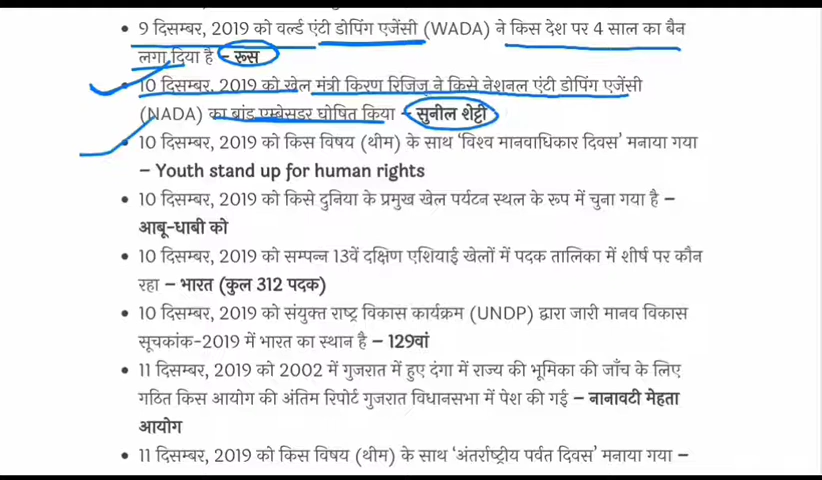 • 9 दिसम्बर, 2019 को वर्ल्ड एंटी डोपिंग एजेंसी (WADA) ने किस देश पर 4 साल का बैन
लगा दिया है – रूस
• 10 दिसम्बर, 2019 को खेल मंत्री किरण रिजिजू ने किसे नेशनल एंटी डोपिंग एजेंसी
(NADA) का ब्रांड एम्बेसडर घोषित किया – सुनील शेट्टी
• 10 दिसम्बर, 2019 को किस विषय (थीम) के साथ ‘विश्व मानवाधिकार दिवस’ मनाया गया
– Youth stand up for human rights
• 10 दिसम्बर, 2019 को किसे दुनिया के प्रमुख खेल पर्यटन स्थल के रूप में चुना गया है –
आबू-धाबी को
• 10 दिसम्बर, 2019 को सम्पन्न 13वें दक्षिण एशियाई खेलों में पदक तालिका में शीर्ष पर कौन
रहा – भारत (कुल 312 पदक)
• 10 दिसम्बर, 2019 को संयुक्त राष्ट्र विकास कार्यक्रम (UNDP) द्वारा जारी मानव विकास
सूचकांक-2019 में भारत का स्थान है – 129वां
• 11 दिसम्बर, 2019 को 2002 में गुजरात में हुए दंगा में राज्य की भूमिका की जाँच के लिए
गठित किस आयोग की अंतिम रिपोर्ट गुजरात विधानसभा में पेश की गई – नानावटी मेहता
आयोग
• 11 दिसम्बर, 2019 को किस विषय (थीम) के साथ ‘अंतर्राष्ट्रीय पर्वत दिवस’ मनाया गया –